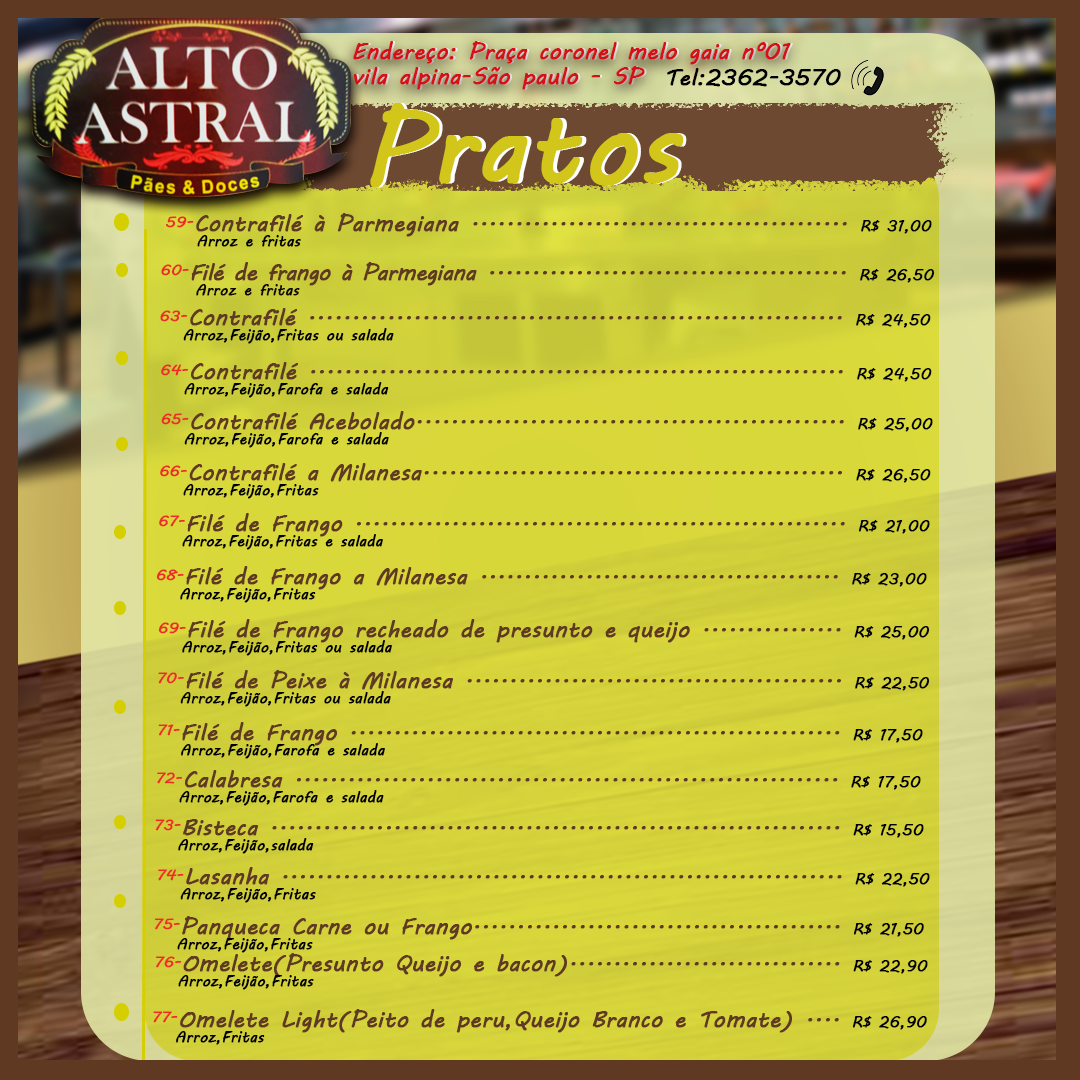 ALTO
ASTRAL
Pães & Doces
Endereço: Praça coronel melo gaia nº01
vila alpina-São paulo - SP Tel:2362-3570
Pratos
59-Contrafilé à Parmegiana R$ 31,00
Arroz e fritas
60-Filé de frango à Parmegiana R$ 26,50
Arroz e fritas
63-Contrafilé R$ 24,50
Arroz,Feijão,Fritas ou salada
64-Contrafilé R$ 24,50
Arroz,Feijão,Farofa e salada
65-Contrafilé Acebolado R$ 25,00
Arroz,Feijão,Farofa e salada
66-Contrafilé a Milanesa R$ 26,50
Arroz,Feijão,Fritas
67-Filé de Frango R$ 21,00
Arroz,Feijão,Fritas e salada
68-Filé de Frango a Milanesa R$ 23,00
Arroz,Feijão,Fritas
69-Filé de Frango recheado de presunto e queijo R$ 25,00
Arroz,Feijão,Fritas ou salada
70-Filé de Peixe à Milanesa R$ 22,50
Arroz,Feijão,Fritas ou salada
71-Filé de Frango R$ 17,50
Arroz,Feijão,Farofa e salada
72-Calabresa R$ 17,50
Arroz,Feijão,Farofa e salada
73-Bisteca R$ 15,50
Arroz,Feijão,salada
74-Lasanha R$ 22,50
Arroz,Feijão,Fritas
75-Panqueca Carne ou Frango R$ 21,50
Arroz,Feijão,Fritas
76-Omelete(Presunto Queijo e bacon) R$ 22,90
Arroz,Feijão,Fritas
77-Omelete Light(Peito de peru,Queijo Branco e Tomate) R$ 26,90
Arroz,Fritas